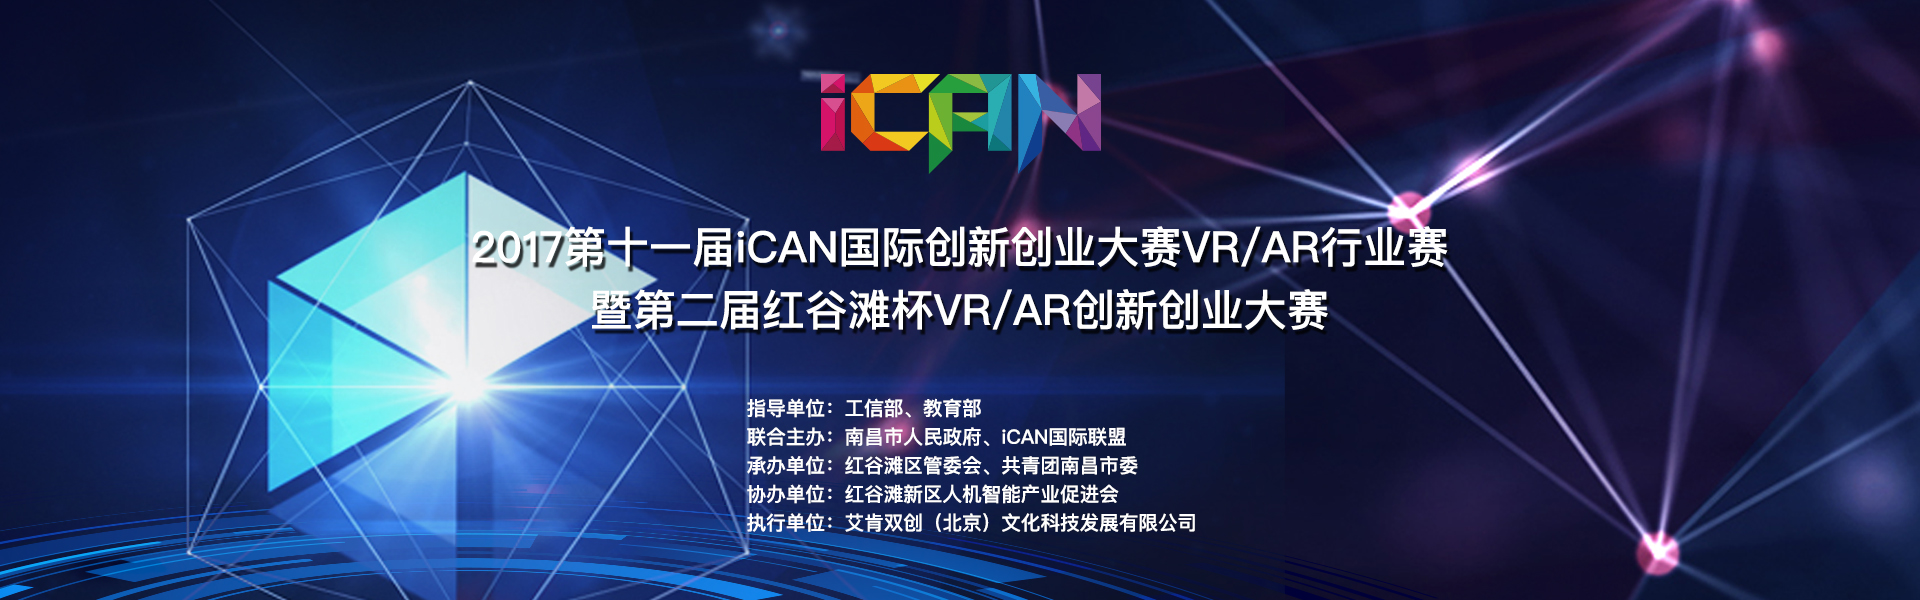 iCAN
2017第十一届iCAN国际创新创业大赛VR/AR行业赛
暨第二届红谷滩杯VR/AR创新创业大赛
指导单位：工信部、教育部
联合主办：南昌市人民政府、iCAN国际联盟
承办单位：红谷滩区管委会、共青团南昌市委
协办单位：红谷滩新区人机智能产业促进会
执行单位：艾肯双创（北京）文化科技发展有限公司